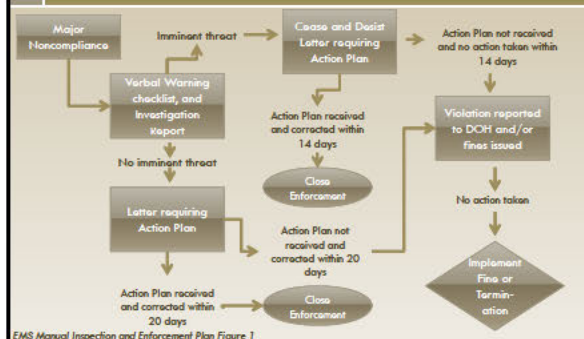 Major
Noncompliance
Imminent threat
Cease and Desist
Letter requiring
Action Plan
Action Plan not received
and no action taken within
14 days
Verbal Warning
checklist, and
Investigation
Report
Action Plan received
and corrected within
14 days
Violation reported
to DOH and/or
fines issued
No imminent threat
Close
Enforcement
No action taken
Letter requiring
Action Plan
Action Plan not
received and
corrected within 20
days
Implement
Fine or
Termin-
ation
Action Plan received
and corrected within
20 days
Close
Enforcement
EMS Manual Inspection and Enforcement Plan Figure 1